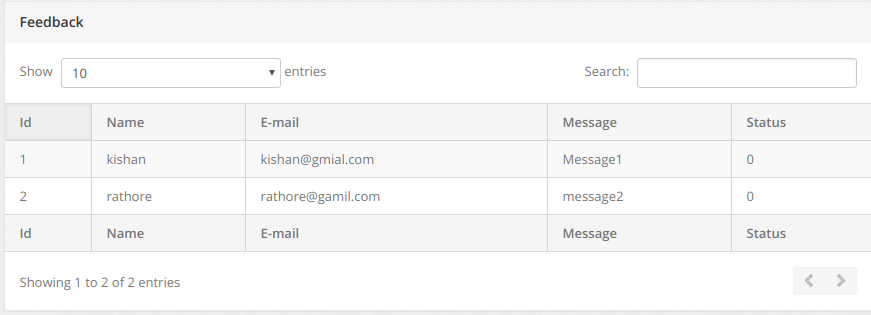 Feedback
Show 10 entries Search:
Id Name E-mail Message Status
1 kishan kishan@gmial.com Message1 0
2 rathore rathore@gamil.com message2 0
Id Name E-mail Message Status
Showing 1 to 2 of 2 entries